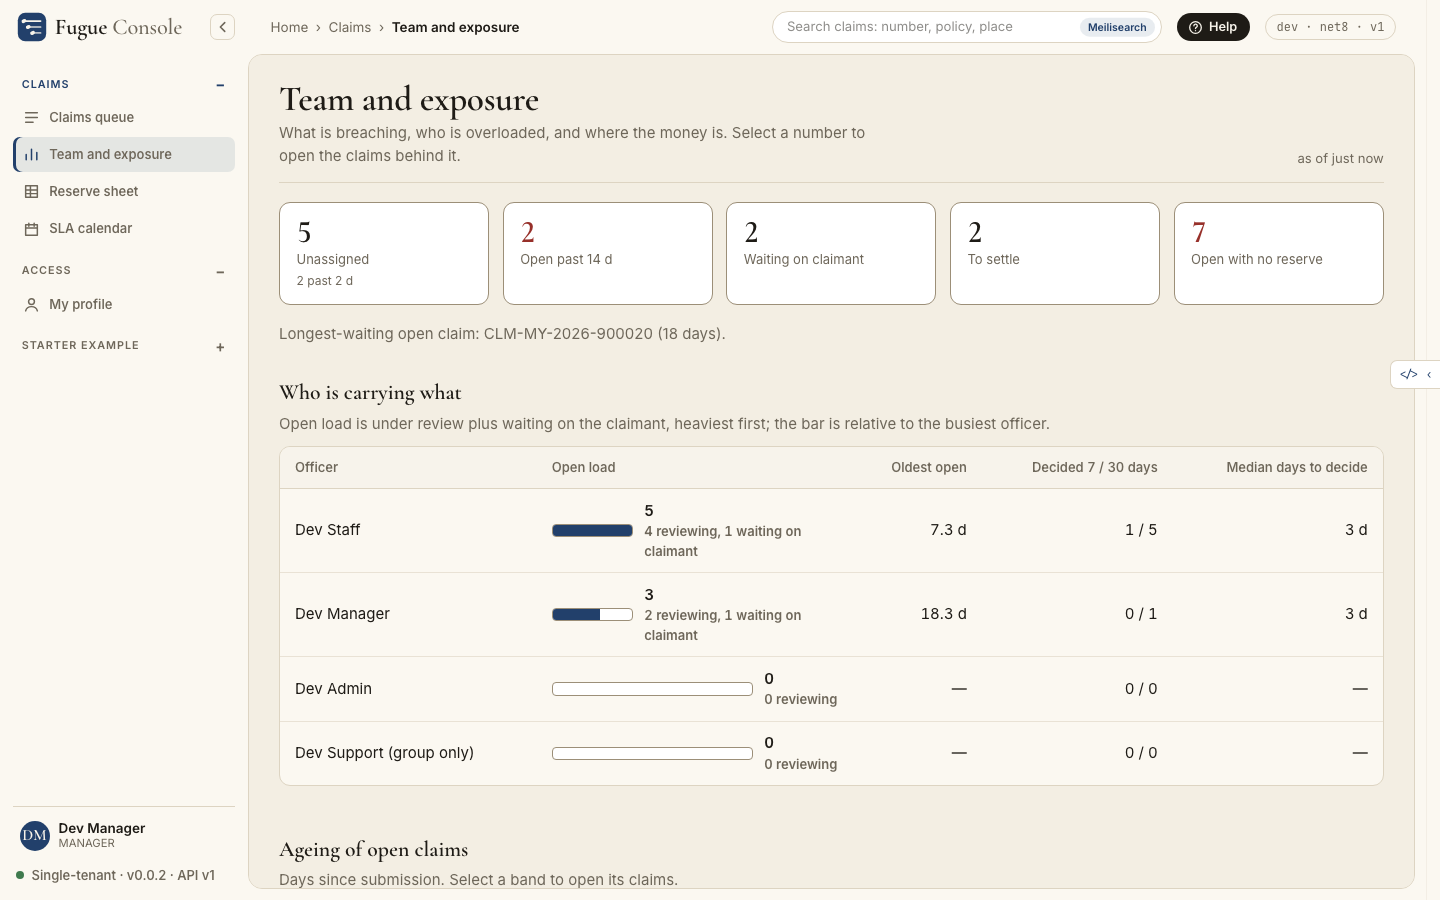 Fugue Console
Home › Claims › Team and exposure
Search claims: number, policy, place
Meilisearch
Help
dev · net8 · v1
CLAIMS
Claims queue
Team and exposure
Reserve sheet
SLA calendar
ACCESS
My profile
STARTER EXAMPLE
Dev Manager
MANAGER
DM
Single-tenant · v0.0.2 · API v1
Team and exposure
What is breaching, who is overloaded, and where the money is. Select a number to
open the claims behind it.
as of just now
5
Unassigned
2 past 2 d
2
Open past 14 d
2
Waiting on claimant
2
To settle
7
Open with no reserve
Longest-waiting open claim: CLM-MY-2026-900020 (18 days).
Who is carrying what
Open load is under review plus waiting on the claimant, heaviest first; the bar is relative to the busiest officer.
Officer Open load Oldest open Decided 7 / 30 days Median days to decide
Dev Staff
5
4 reviewing, 1 waiting on
claimant
7.3 d 1 / 5 3 d
Dev Manager
3
2 reviewing, 1 waiting on
claimant
18.3 d 0 / 1 3 d
Dev Admin
0
0 reviewing
— 0 / 0 —
Dev Support (group only)
0
0 reviewing
— 0 / 0 —
</> ‹
Ageing of open claims
Days since submission. Select a band to open its claims.